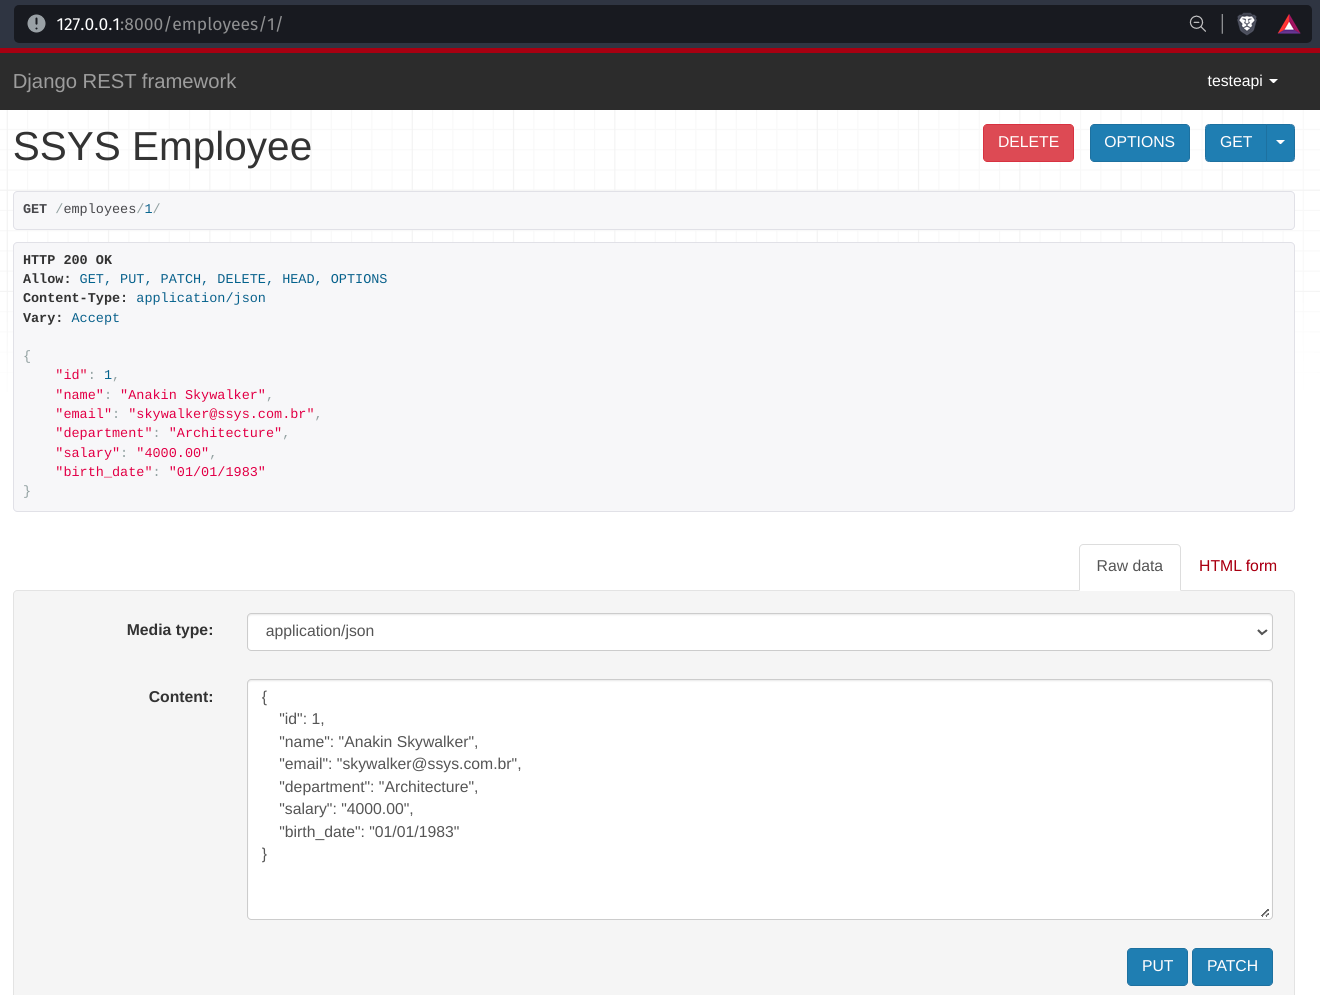 127.0.0.1:8000/employees/1/
Django REST framework
testeapi
SSYS Employee
DELETE
OPTIONS
GET
GET /employees/1/
HTTP 200 OK
Allow: GET, PUT, PATCH, DELETE, HEAD, OPTIONS
Content-Type: application/json
Vary: Accept
{
    "id": 1,
    "name": "Anakin Skywalker",
    "email": "skywalker@ssys.com.br",
    "department": "Architecture",
    "salary": "4000.00",
    "birth_date": "01/01/1983"
}
Raw data
HTML form
Media type:
application/json
Content:
{
    "id": 1,
    "name": "Anakin Skywalker",
    "email": "skywalker@ssys.com.br",
    "department": "Architecture",
    "salary": "4000.00",
    "birth_date": "01/01/1983"
}
PUT
PATCH